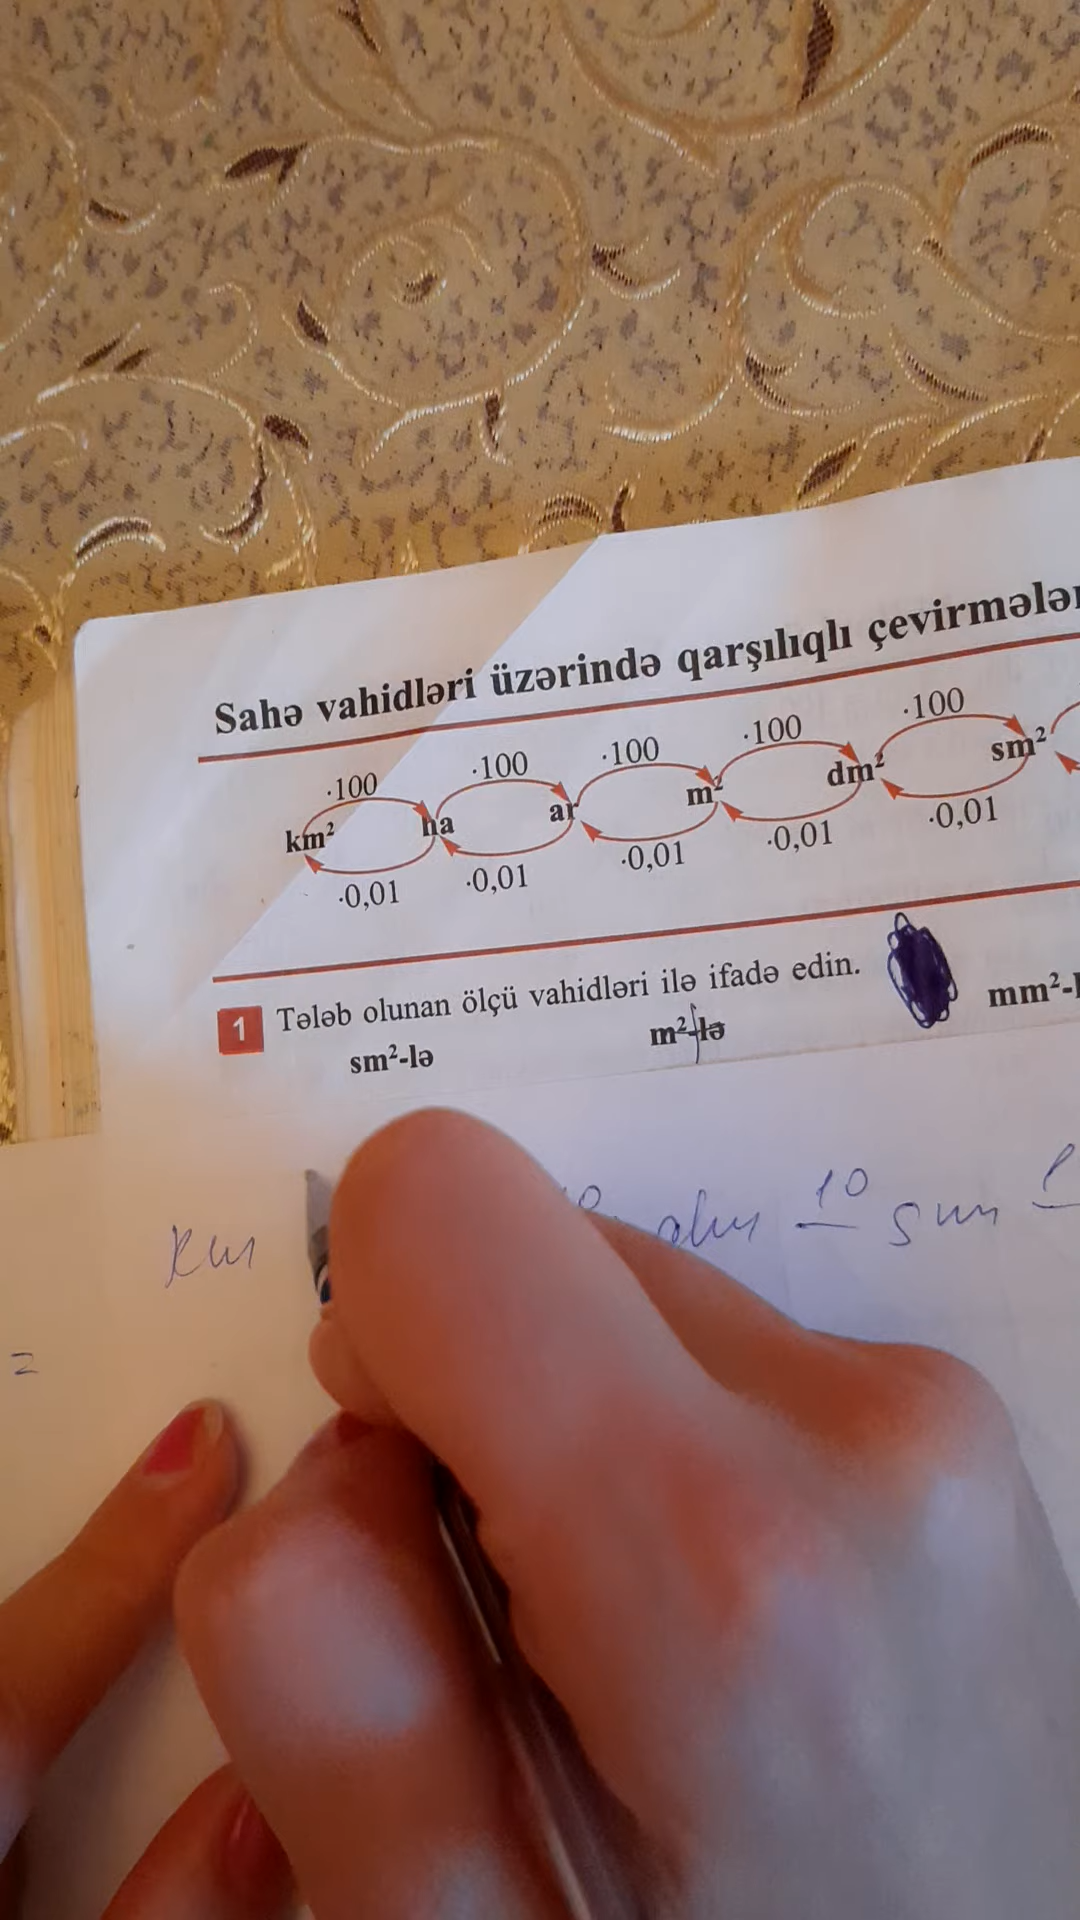 Sahə vahidləri üzərində qarşılıqlı çevirmələr
·100 ·100 ·100 ·100 ·100
km² ha ar m² dm² sm²
·0,01 ·0,01 ·0,01 ·0,01 ·0,01
1 Tələb olunan ölçü vahidləri ilə ifadə edin.
sm²-lə m²-lə mm²-l
km 10 sm